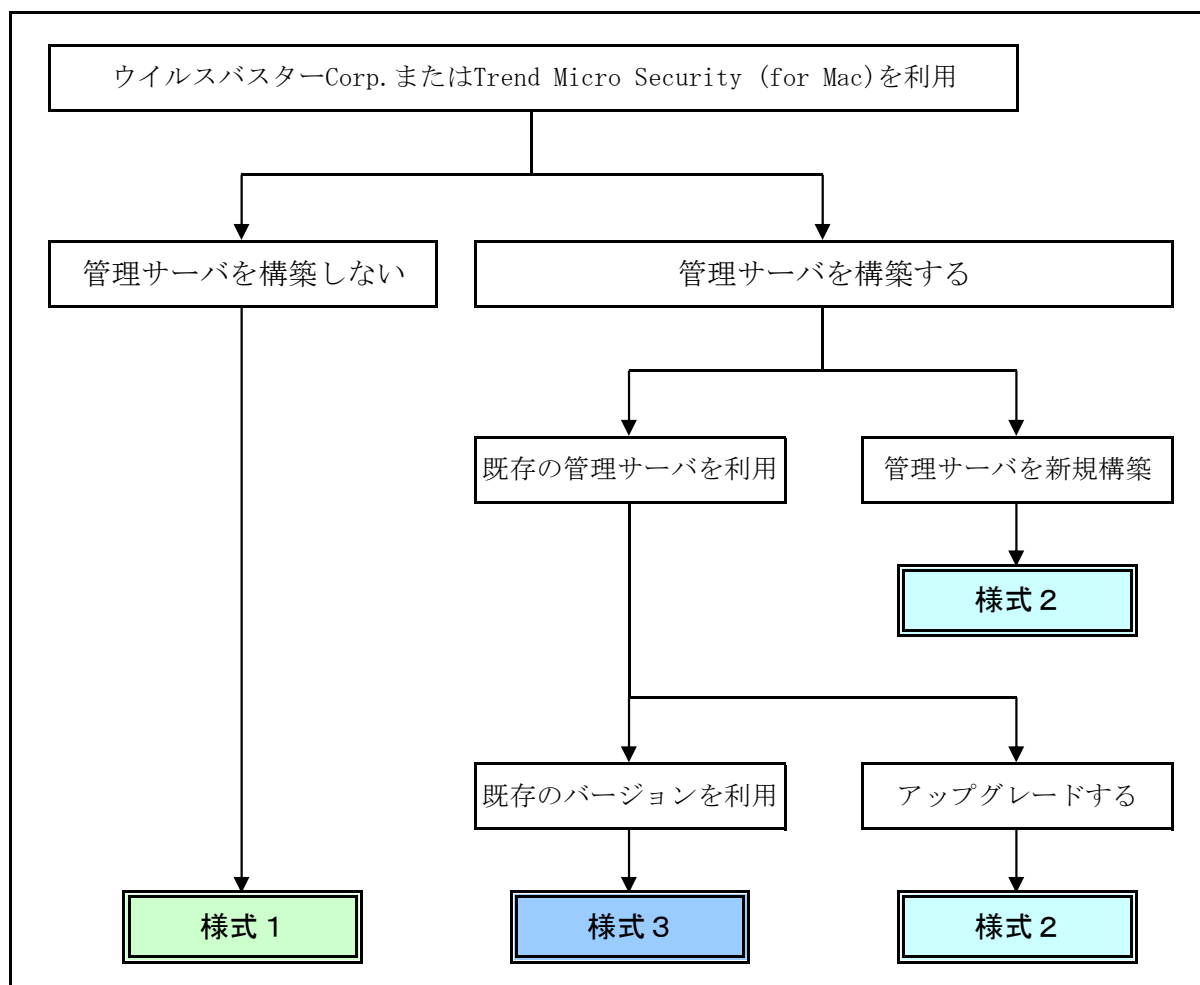 ウイルスバスターCorp.またはTrend Micro Security (for Mac)を利用
管理サーバを構築しない
管理サーバを構築する
既存の管理サーバを利用
管理サーバを新規構築
様式２
既存のバージョンを利用
アップグレードする
様式１
様式３
様式２